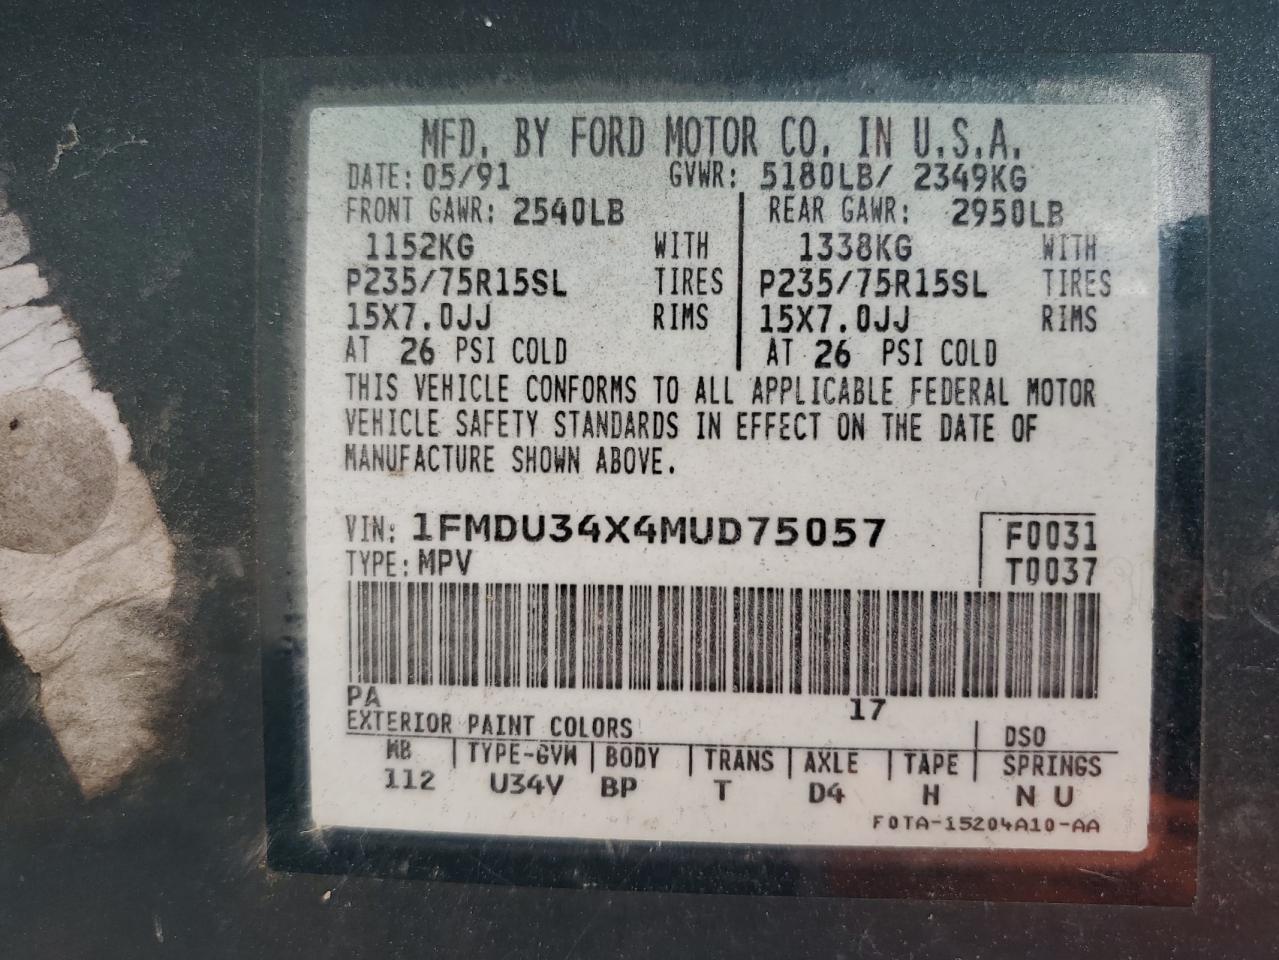 MFD. BY FORD MOTOR CO. IN U.S.A.
DATE: 05/91 GVWR: 5180LB/ 2349KG
FRONT GAWR: 2540LB REAR GAWR: 2950LB
1152KG WITH 1338KG WITH
P235/75R15SL TIRES P235/75R15SL TIRES
15X7.0JJ RIMS 15X7.0JJ RIMS
AT 26 PSI COLD AT 26 PSI COLD
THIS VEHICLE CONFORMS TO ALL APPLICABLE FEDERAL MOTOR
VEHICLE SAFETY STANDARDS IN EFFECT ON THE DATE OF
MANUFACTURE SHOWN ABOVE.
VIN: 1FMDU34X4MUD75057 F0031
TYPE: MPV T0037
PA 17
EXTERIOR PAINT COLORS DSO
WB TYPE-GVW BODY TRANS AXLE TAPE SPRINGS
112 U34V BP T D4 H N U
F0TA-15204A10-AA